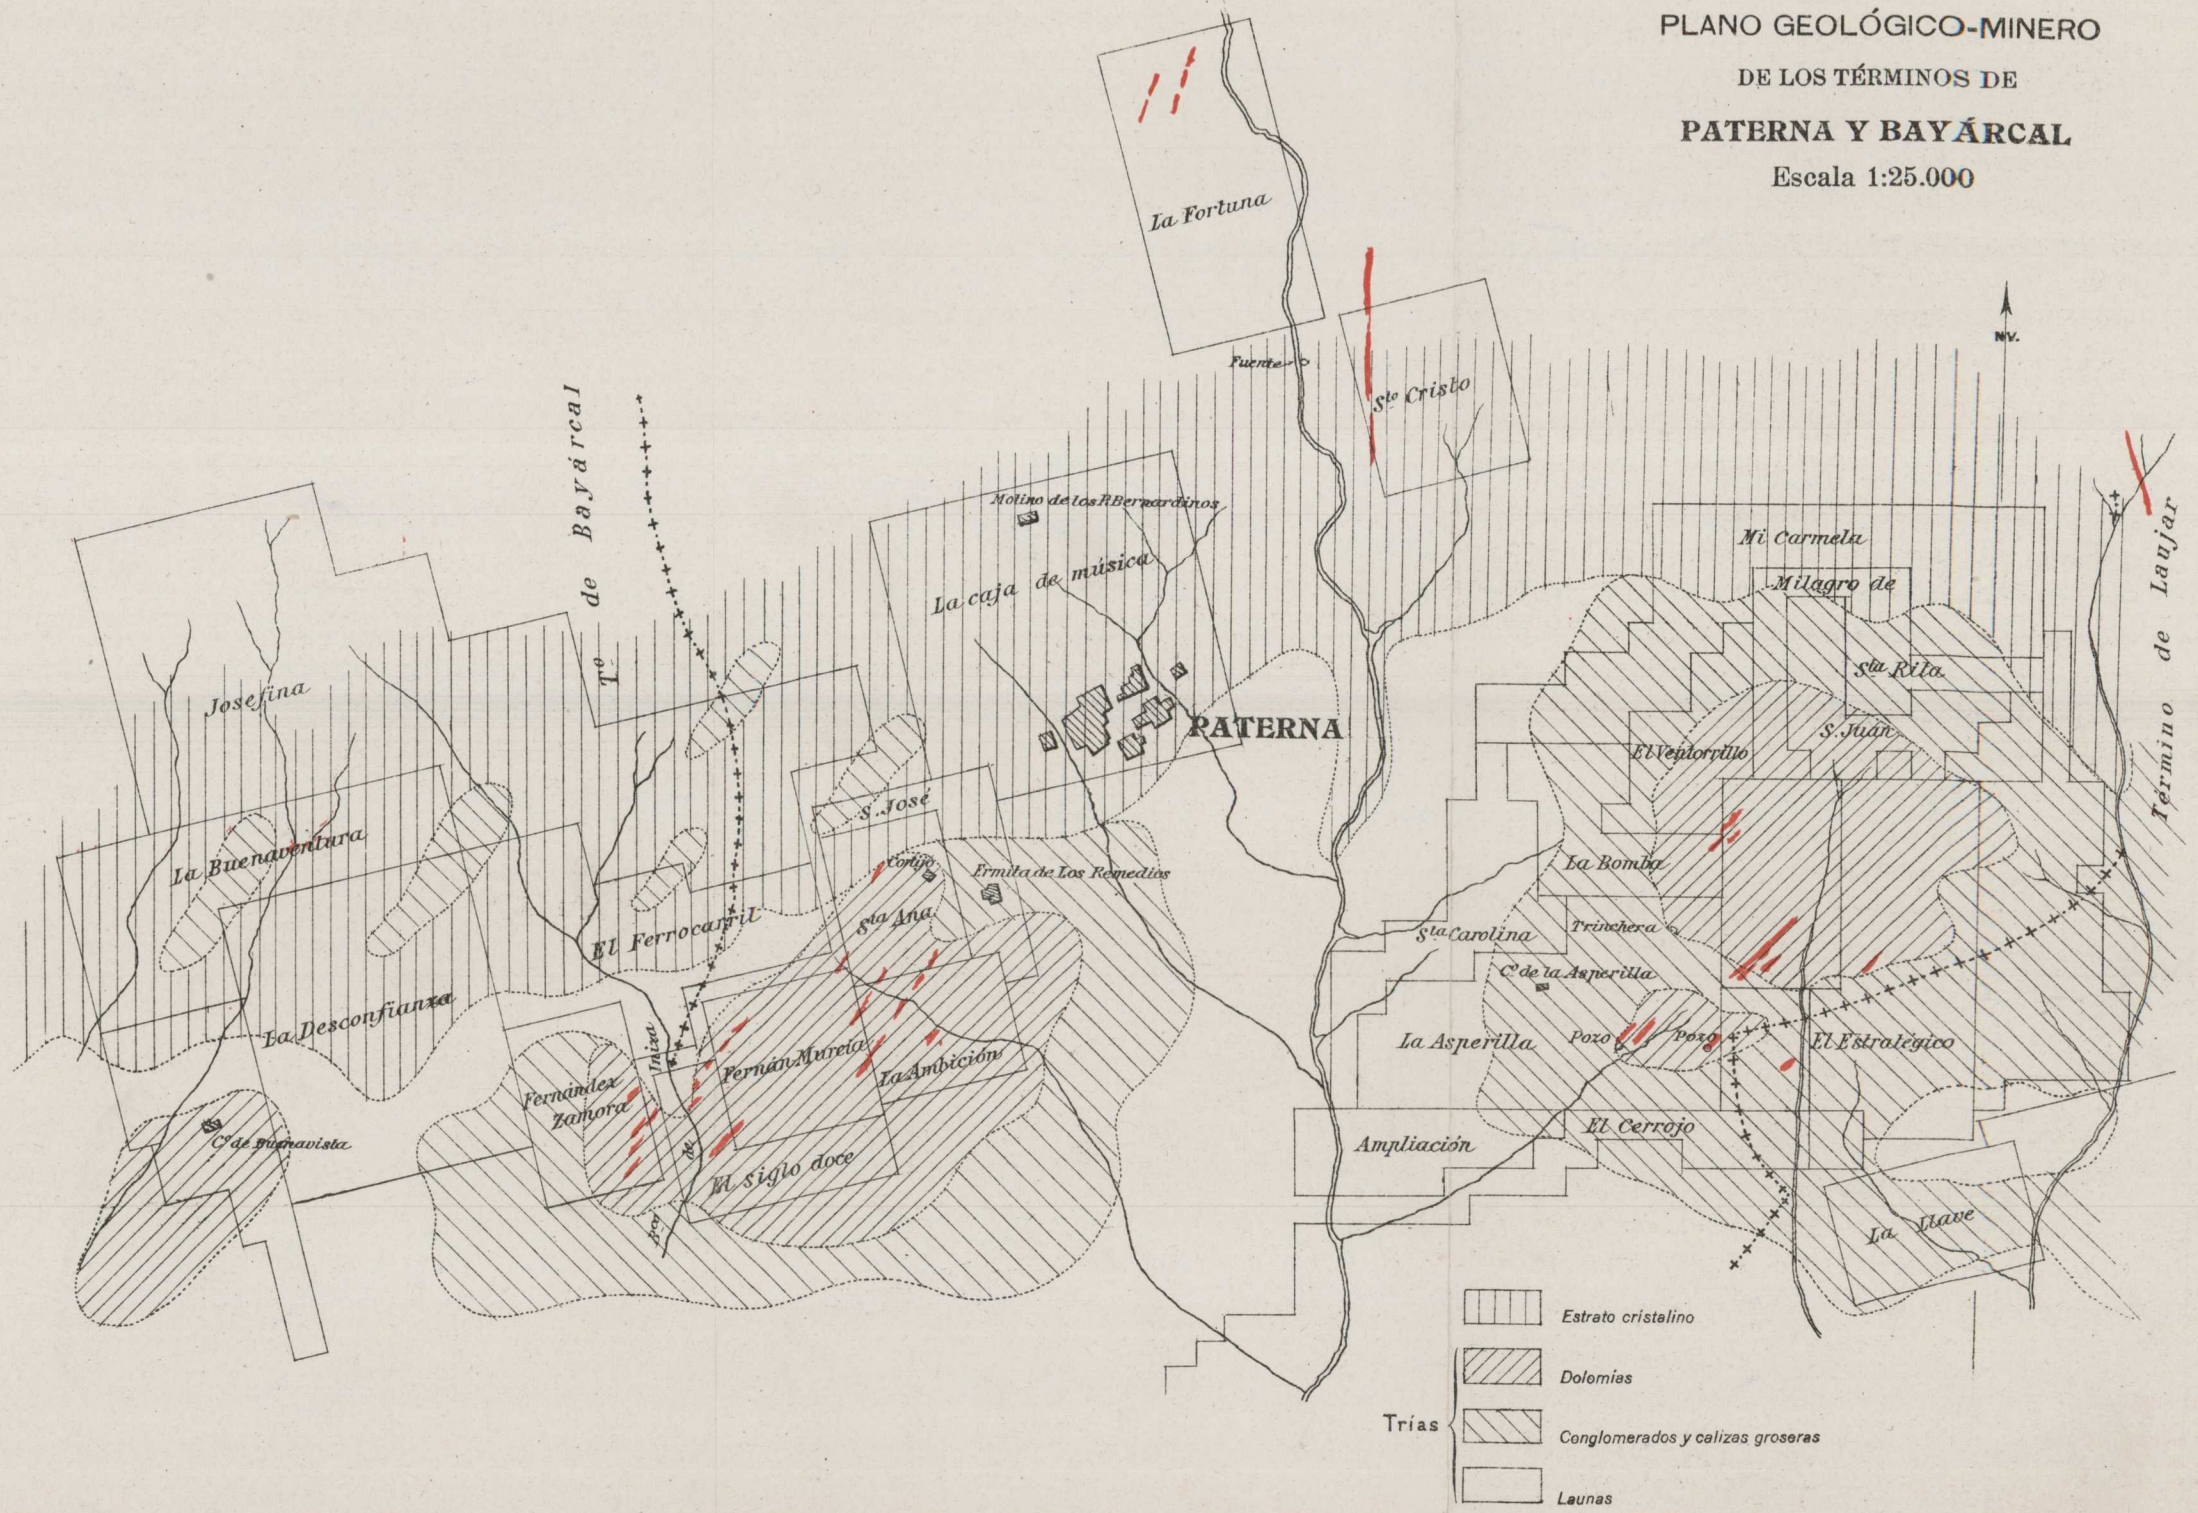 PLANO GEOLÓGICO-MINERO
DE LOS TÉRMINOS DE
PATERNA Y BAYÁRCAL
Escala 1:25.000
La Fortuna
NV.
Fuente
Sto Cristo
To de Bayárcal
Molino de los P. Bernardinos
La caja de música
Mi Carmela
Milagro de
Término de Laujar
Josefina
Sta Rita
PATERNA
S. Juan
El Ventorrillo
S. José
La Buenaventura
Cortijo
Ermita de Los Remedios
La Bomba
Sta Ana
El Ferrocarril
Trinchera
Sta Carolina
Co de la Asperilla
La Desconfianza
Fernán Murcia
La Ambición
La Asperilla
Pozo
Pozo
El Estratégico
Fernández
Zamora
Co de Buenavista
El Cerrojo
Ampliación
El siglo doce
La Llave
Estrato cristalino
Dolomías
Trías
Conglomerados y calizas groseras
Launas